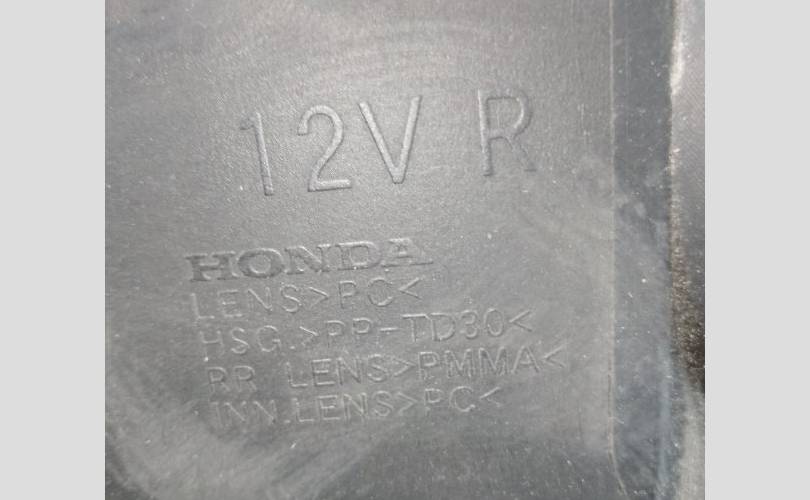 12V R
HONDA
LENS>PC<
HSG.>PP-TD30<
RR LENS>PMMA<
INN.LENS>PC<